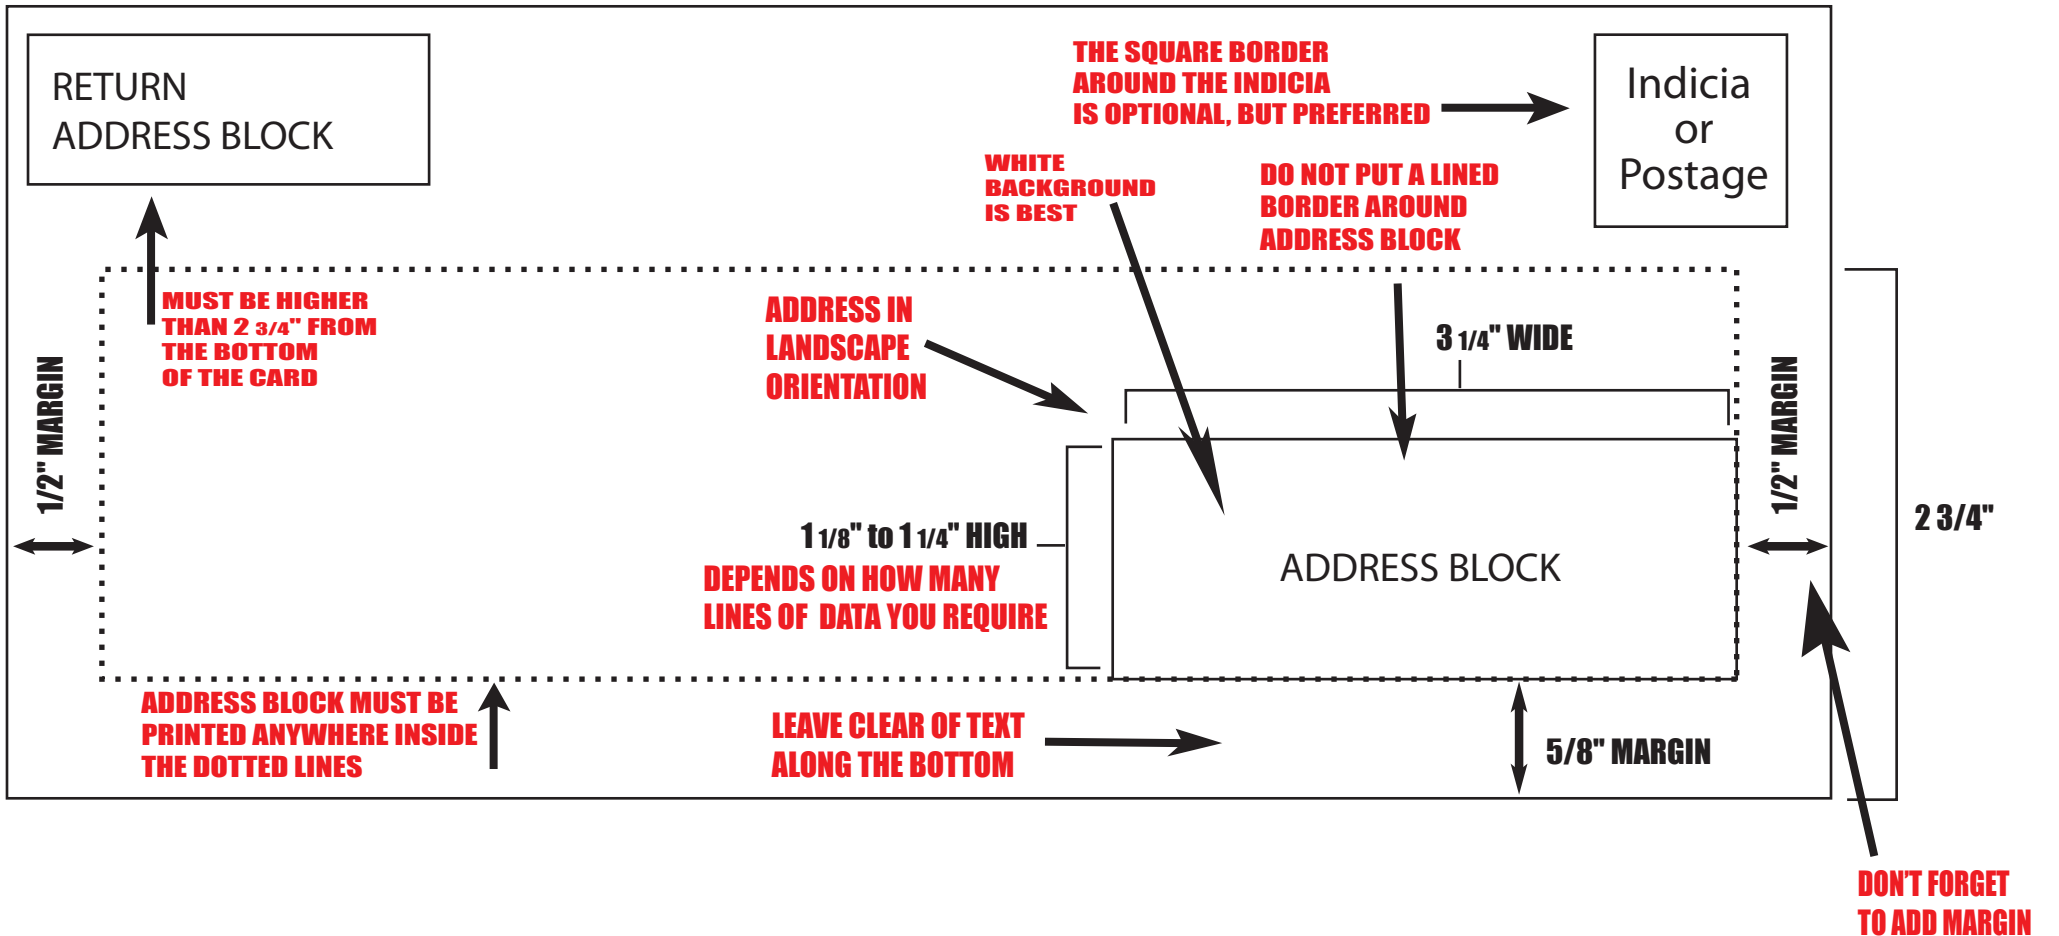 RETURN
ADDRESS BLOCK
THE SQUARE BORDER
AROUND THE INDICIA
IS OPTIONAL, BUT PREFERRED
Indicia
or
Postage
WHITE
BACKGROUND
IS BEST
DO NOT PUT A LINED
BORDER AROUND
ADDRESS BLOCK
MUST BE HIGHER
THAN 2 3/4" FROM
THE BOTTOM
OF THE CARD
ADDRESS IN
LANDSCAPE
ORIENTATION
3 1/4" WIDE
1/2" MARGIN
1/2" MARGIN
2 3/4"
1 1/8" to 1 1/4" HIGH
DEPENDS ON HOW MANY
LINES OF DATA YOU REQUIRE
ADDRESS BLOCK
ADDRESS BLOCK MUST BE
PRINTED ANYWHERE INSIDE
THE DOTTED LINES
LEAVE CLEAR OF TEXT
ALONG THE BOTTOM
5/8" MARGIN
DON'T FORGET
TO ADD MARGIN